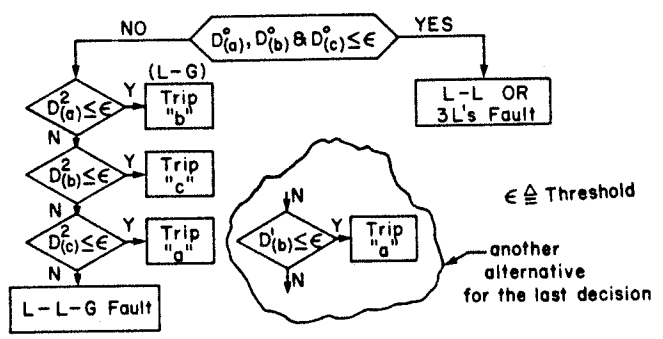 NO
D°(a), D°(b) & D°(c) ≤ ϵ
YES
(L-G)
D²(a) ≤ ϵ
Y
Trip "b"
L-L OR
3L's Fault
N
D²(b) ≤ ϵ
Y
Trip "c"
N
D²(c) ≤ ϵ
Y
Trip "a"
N
L-L-G Fault
N
D'(b) ≤ ϵ
Y
Trip "a"
N
ϵ ≜ Threshold
another
alternative
for the last decision